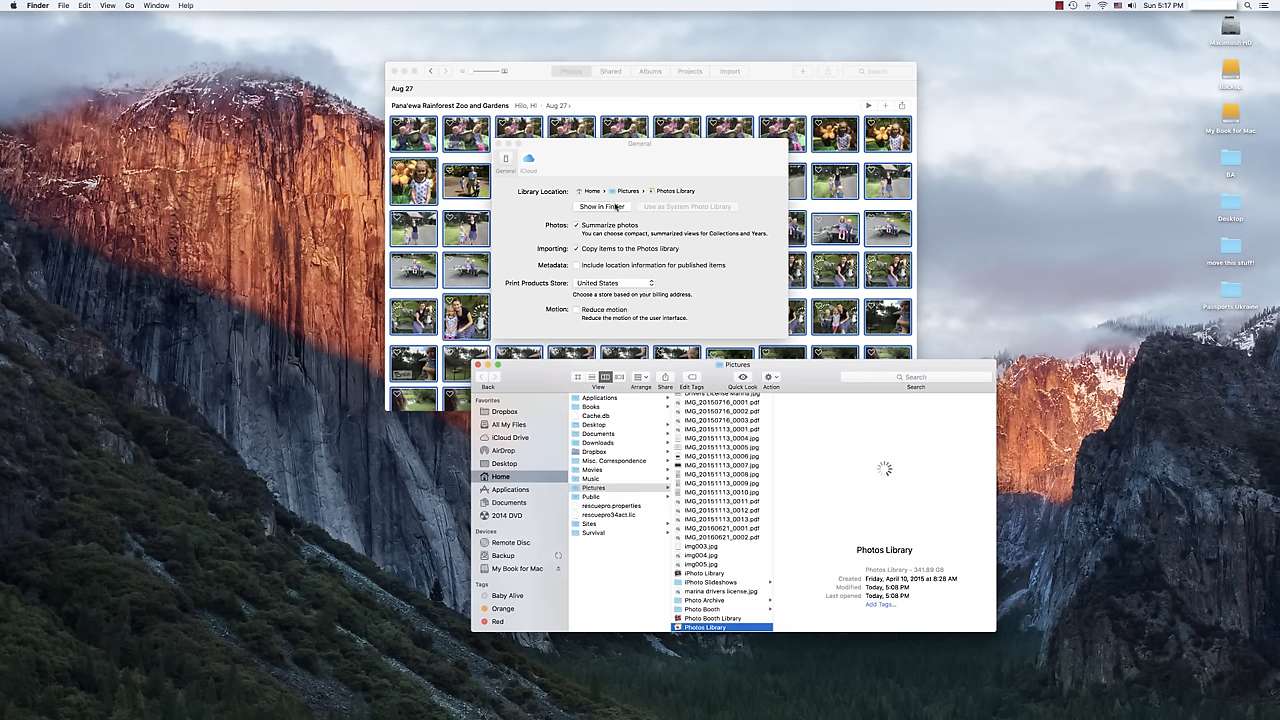 Finder File Edit View Go Window Help Sun 5:17 PM
Macintosh HD
Backup
My Book for Mac
BA
Desktop
move this stuff!
Passports Ukraine
Photos Shared Albums Projects Import Search
Aug 27
Pana'ewa Rainforest Zoo and Gardens Hilo, HI · Aug 27 ›
General
General iCloud
Library Location: Home › Pictures › Photos Library
Show in Finder Use as System Photo Library
Photos: ✓ Summarize photos
You can choose compact, summarized views for Collections and Years.
Importing: ✓ Copy items to the Photos library
Metadata: Include location information for published items
Print Products Store: United States
Choose a store based on your billing address.
Motion: Reduce motion
Reduce the motion of the user interface.
Pictures
Search
Back View Arrange Share Edit Tags Quick Look Action Search
Favorites
Dropbox
All My Files
iCloud Drive
AirDrop
Desktop
Home
Applications
Documents
2014 DVD
Devices
Remote Disc
Backup
My Book for Mac
Tags
Baby Alive
Orange
Red
Applications
Books
Cache.db
Desktop
Documents
Downloads
Dropbox
Misc. Correspondence
Movies
Music
Pictures
Public
rescuepro.properties
rescuepro34act.lic
Sites
Survival
Drivers License Marina.jpg
IMG_20150716_0001.pdf
IMG_20150716_0002.pdf
IMG_20150716_0003.pdf
IMG_20151113_0001.pdf
IMG_20151113_0004.jpg
IMG_20151113_0005.jpg
IMG_20151113_0006.jpg
IMG_20151113_0007.jpg
IMG_20151113_0008.jpg
IMG_20151113_0009.jpg
IMG_20151113_0010.jpg
IMG_20151113_0011.pdf
IMG_20151113_0012.pdf
IMG_20151113_0013.pdf
IMG_20160621_0001.pdf
IMG_20160621_0002.pdf
img003.jpg
img004.jpg
img005.jpg
iPhoto Library
iPhoto Slideshows
marina drivers license.jpg
Photo Archive
Photo Booth
Photo Booth Library
Photos Library
Photos Library
Photos Library - 341.89 GB
Created Friday, April 10, 2015 at 8:28 AM
Modified Today, 5:08 PM
Last opened Today, 5:08 PM
Add Tags...